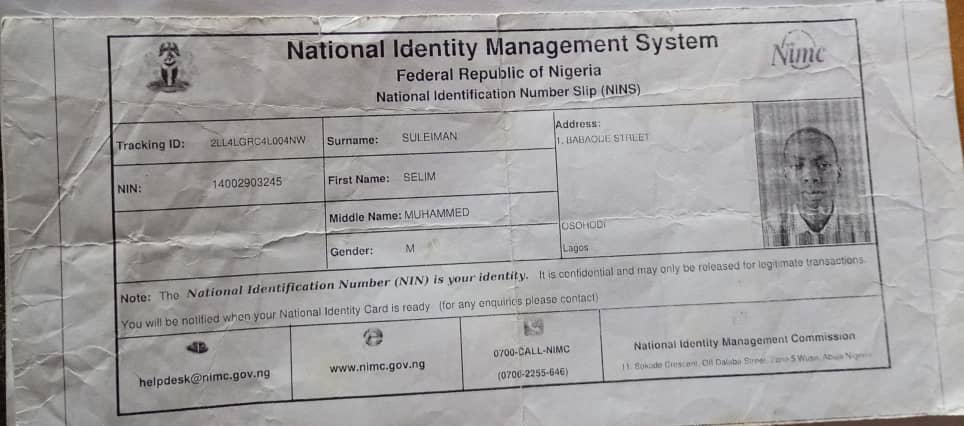 National Identity Management System
Federal Republic of Nigeria
National Identification Number Slip (NINS)
Nimc
Tracking ID: 2LL4LGRC4L004NW
Surname: SULEIMAN
Address:
1, BABAODE STREET
NIN: 14002903245
First Name: SELIM
Middle Name: MUHAMMED
OSOHODI
Gender: M
Lagos
Note: The National Identification Number (NIN) is your identity. It is confidential and may only be released for legitimate transactions.
You will be notified when your National Identity Card is ready (for any enquiries please contact)
helpdesk@nimc.gov.ng
www.nimc.gov.ng
0700-CALL-NIMC
(0700-2255-646)
National Identity Management Commission
11, Sokode Crescent, Off Dalaba Street, Zone 5 Wuse, Abuja Nigeria